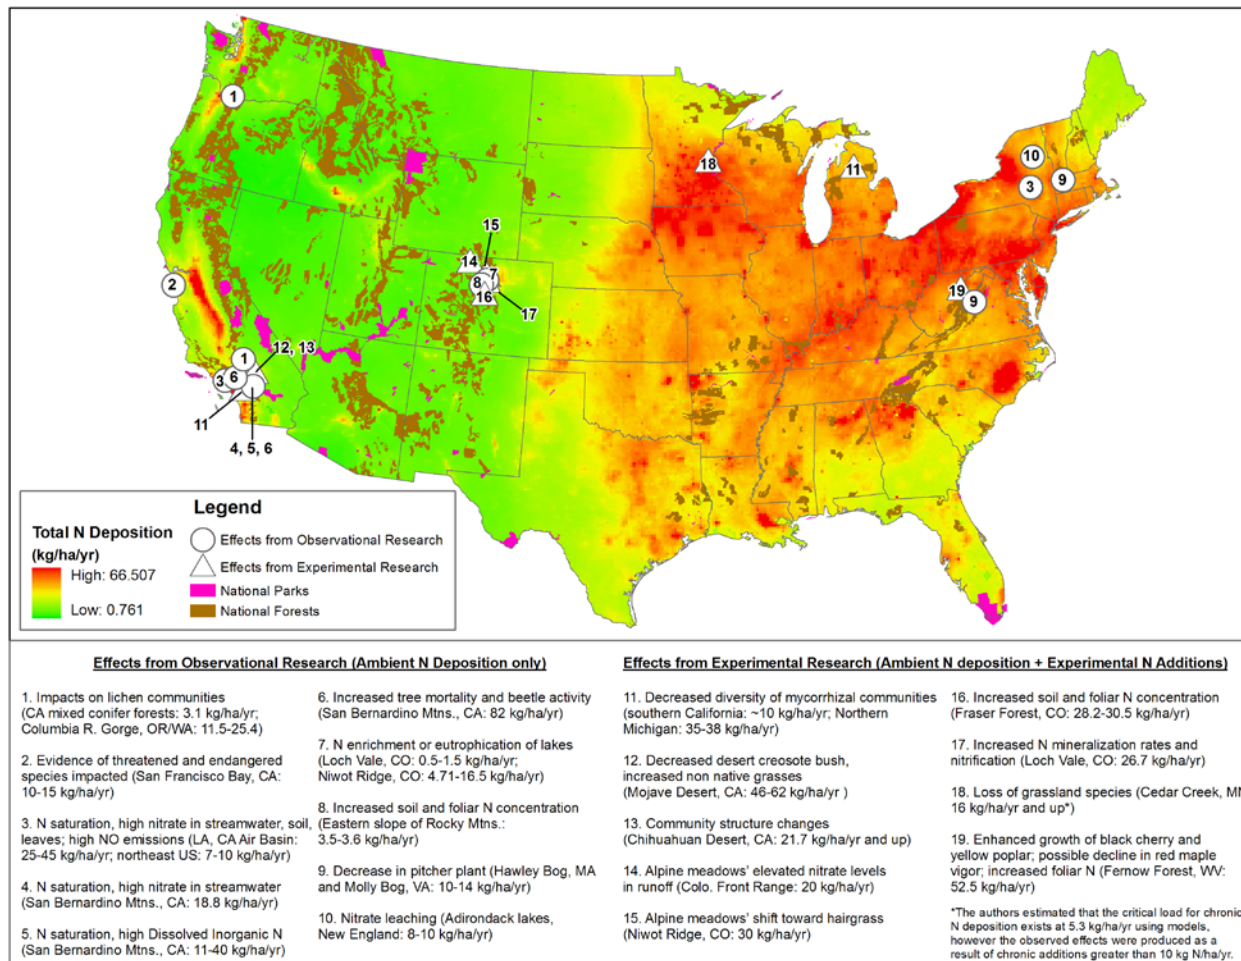 1
2
1
3
6
12, 13
11
4, 5, 6
15
14
7
8
16
17
18
11
10
3
9
19
9
Legend
Total N Deposition
(kg/ha/yr)
High: 66.507
Low: 0.761
Effects from Observational Research
Effects from Experimental Research
National Parks
National Forests
Effects from Observational Research (Ambient N Deposition only)
1. Impacts on lichen communities
(CA mixed conifer forests: 3.1 kg/ha/yr;
Columbia R. Gorge, OR/WA: 11.5-25.4)
2. Evidence of threatened and endangered
species impacted (San Francisco Bay, CA:
10-15 kg/ha/yr)
3. N saturation, high nitrate in streamwater, soil,
leaves; high NO emissions (LA, CA Air Basin:
25-45 kg/ha/yr; northeast US: 7-10 kg/ha/yr)
4. N saturation, high nitrate in streamwater
(San Bernardino Mtns., CA: 18.8 kg/ha/yr)
5. N saturation, high Dissolved Inorganic N
(San Bernardino Mtns., CA: 11-40 kg/ha/yr)
6. Increased tree mortality and beetle activity
(San Bernardino Mtns., CA: 82 kg/ha/yr)
7. N enrichment or eutrophication of lakes
(Loch Vale, CO: 0.5-1.5 kg/ha/yr;
Niwot Ridge, CO: 4.71-16.5 kg/ha/yr)
8. Increased soil and foliar N concentration
(Eastern slope of Rocky Mtns.:
3.5-3.6 kg/ha/yr)
9. Decrease in pitcher plant (Hawley Bog, MA
and Molly Bog, VA: 10-14 kg/ha/yr)
10. Nitrate leaching (Adirondack lakes,
New England: 8-10 kg/ha/yr)
Effects from Experimental Research (Ambient N deposition + Experimental N Additions)
11. Decreased diversity of mycorrhizal communities
(southern California: ~10 kg/ha/yr; Northern
Michigan: 35-38 kg/ha/yr)
12. Decreased desert creosote bush,
increased non native grasses
(Mojave Desert, CA: 46-62 kg/ha/yr )
13. Community structure changes
(Chihuahuan Desert, CA: 21.7 kg/ha/yr and up)
14. Alpine meadows' elevated nitrate levels
in runoff (Colo. Front Range: 20 kg/ha/yr)
15. Alpine meadows' shift toward hairgrass
(Niwot Ridge, CO: 30 kg/ha/yr)
16. Increased soil and foliar N concentration
(Fraser Forest, CO: 28.2-30.5 kg/ha/yr)
17. Increased N mineralization rates and
nitrification (Loch Vale, CO: 26.7 kg/ha/yr)
18. Loss of grassland species (Cedar Creek, MN
16 kg/ha/yr and up*)
19. Enhanced growth of black cherry and
yellow poplar; possible decline in red maple
vigor; increased foliar N (Fernow Forest, WV:
52.5 kg/ha/yr)
*The authors estimated that the critical load for chronic
N deposition exists at 5.3 kg/ha/yr using models,
however the observed effects were produced as a
result of chronic additions greater than 10 kg N/ha/yr.